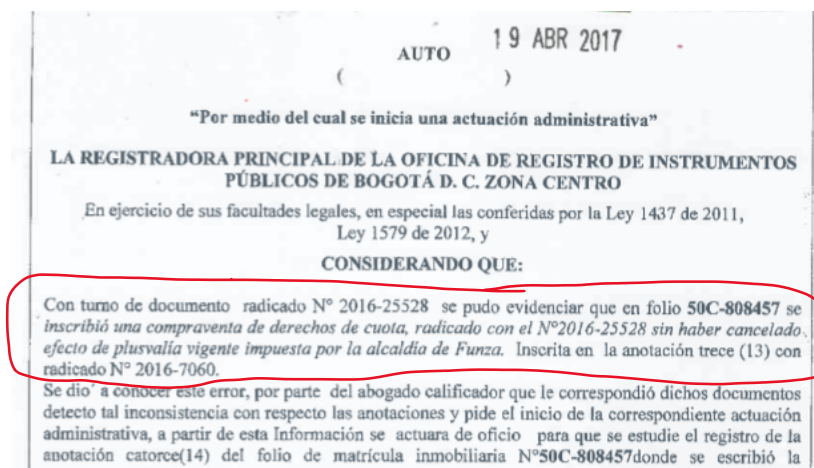 AUTO 19 ABR 2017
( )
“Por medio del cual se inicia una actuación administrativa”
LA REGISTRADORA PRINCIPAL DE LA OFICINA DE REGISTRO DE INSTRUMENTOS
PÚBLICOS DE BOGOTÁ D. C. ZONA CENTRO
En ejercicio de sus facultades legales, en especial las conferidas por la Ley 1437 de 2011,
Ley 1579 de 2012, y
CONSIDERANDO QUE:
Con turno de documento radicado Nº 2016-25528 se pudo evidenciar que en folio 50C-808457 se
inscribió una compraventa de derechos de cuota, radicado con el Nº2016-25528 sin haber cancelado
efecto de plusvalía vigente impuesta por la alcaldía de Funza. Inscrita en la anotación trece (13) con
radicado Nº 2016-7060.
Se dio´ a conocer este error, por parte del abogado calificador que le correspondió dichos documentos
detecto tal inconsistencia con respecto las anotaciones y pide el inicio de la correspondiente actuación
administrativa, a partir de esta Información se actuara de oficio para que se estudie el registro de la
anotación catorce(14) del folio de matrícula inmobiliaria Nº50C-808457donde se escribió la